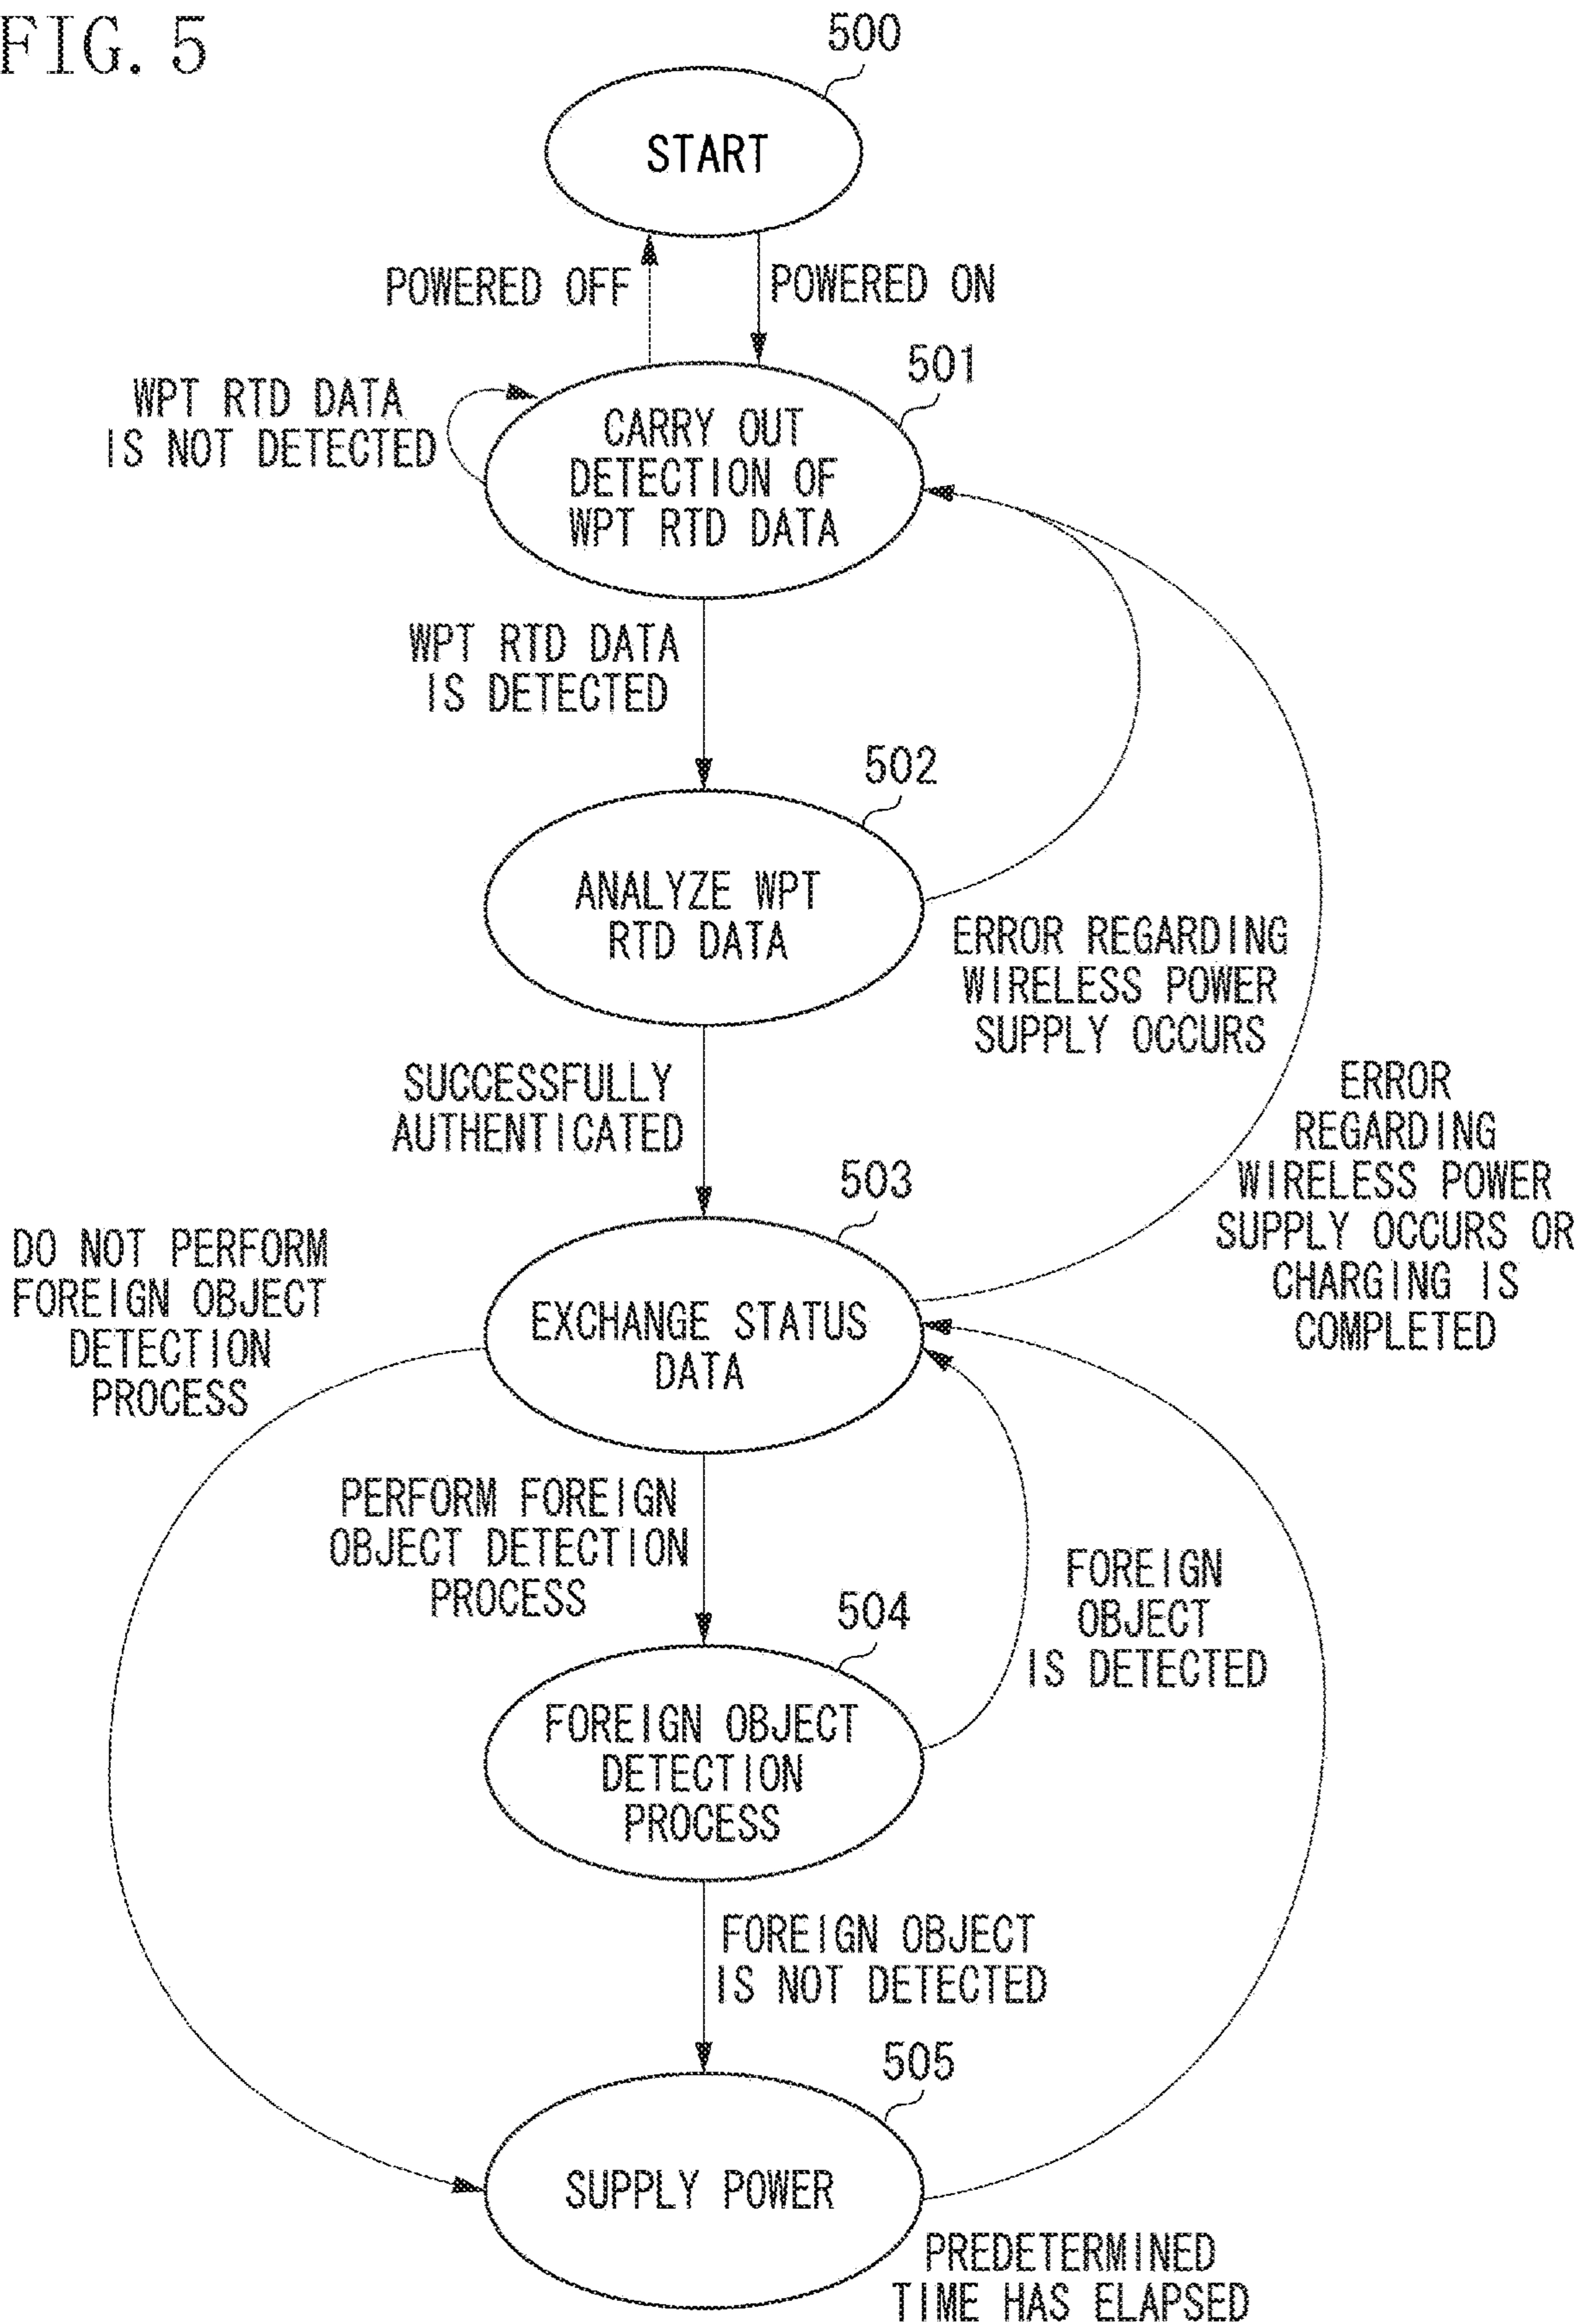 FIG. 5
500
START
POWERED OFF
POWERED ON
501
WPT RTD DATA
IS NOT DETECTED
CARRY OUT
DETECTION OF
WPT RTD DATA
WPT RTD DATA
IS DETECTED
502
ANALYZE WPT
RTD DATA
ERROR REGARDING
WIRELESS POWER
SUPPLY OCCURS
SUCCESSFULLY
AUTHENTICATED
ERROR
REGARDING
WIRELESS POWER
SUPPLY OCCURS OR
CHARGING IS
COMPLETED
503
DO NOT PERFORM
FOREIGN OBJECT
DETECTION
PROCESS
EXCHANGE STATUS
DATA
PERFORM FOREIGN
OBJECT DETECTION
PROCESS
FOREIGN
OBJECT
IS DETECTED
504
FOREIGN OBJECT
DETECTION
PROCESS
FOREIGN OBJECT
IS NOT DETECTED
505
SUPPLY POWER
PREDETERMINED
TIME HAS ELAPSED